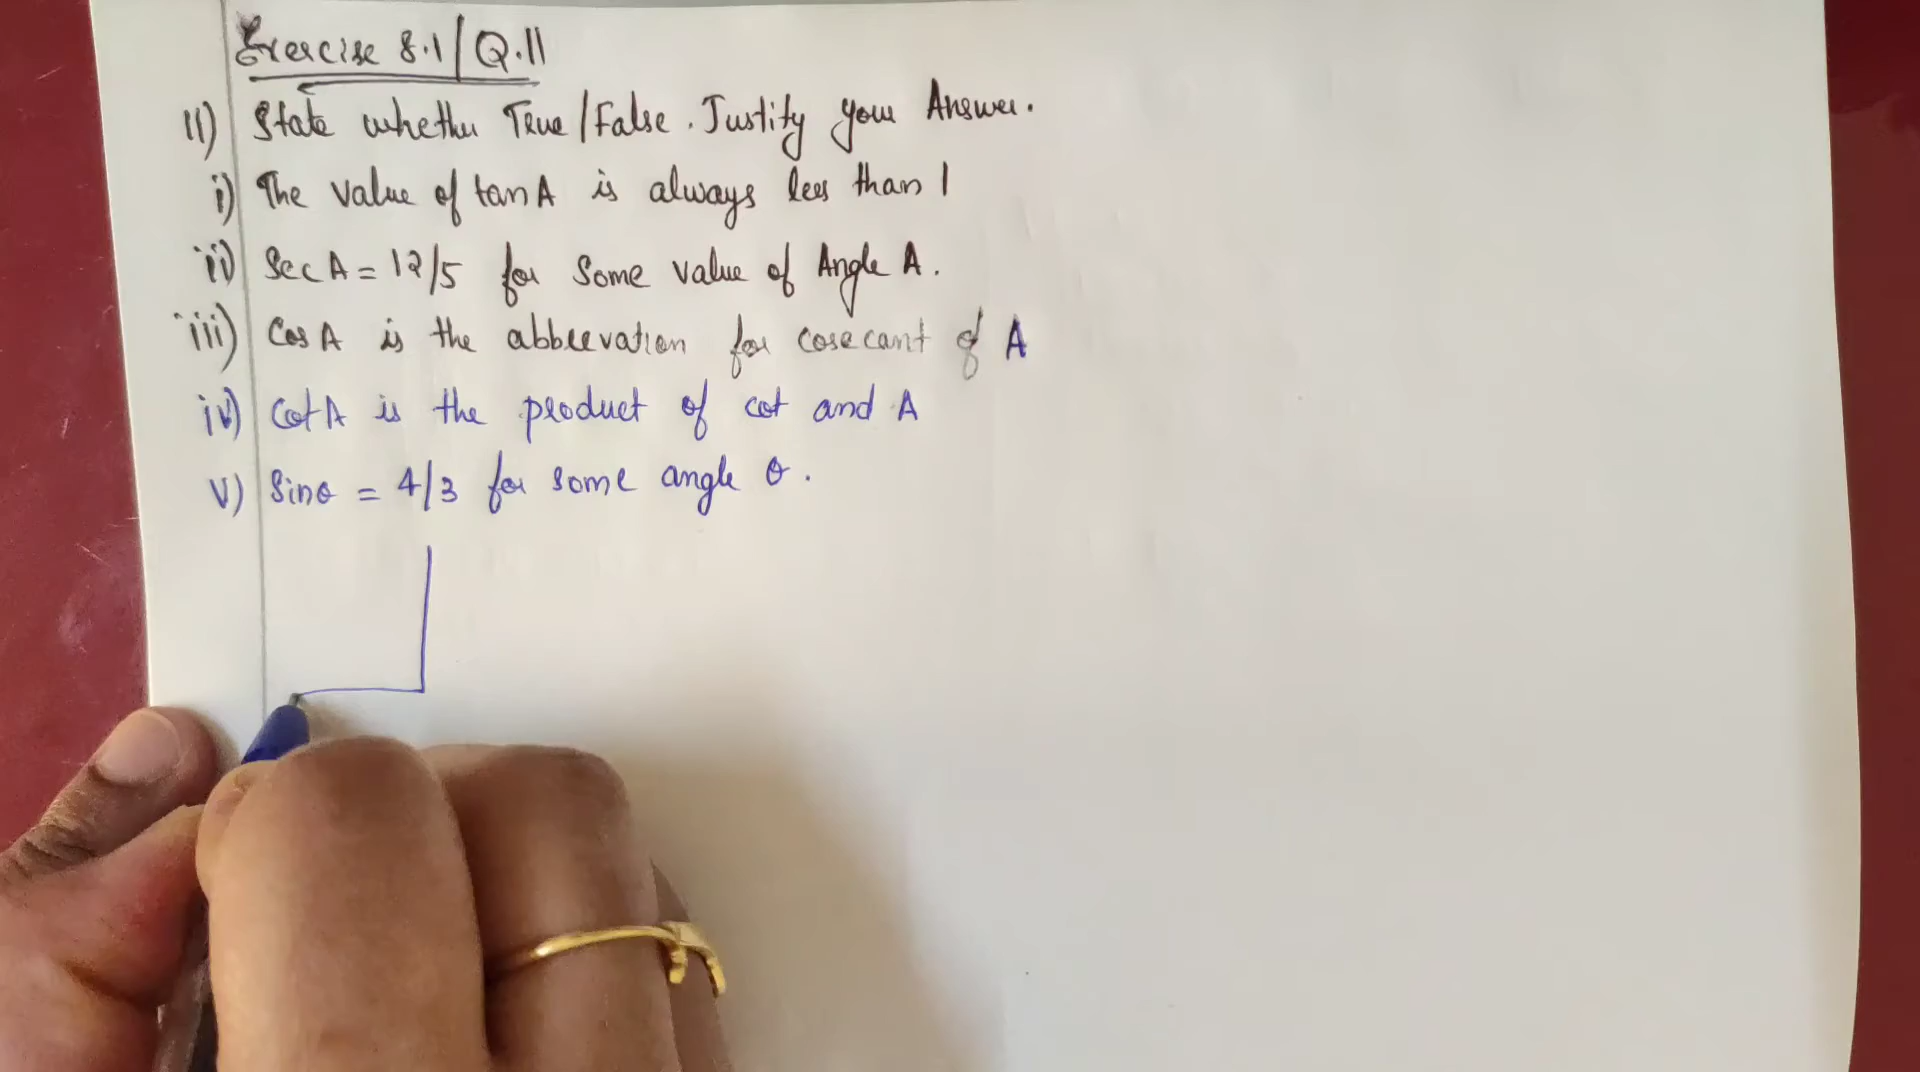 Exercise 8.1/Q.11
11) State whether True/False. Justify your Answer.
i) The value of tan A is always less than 1
ii) Sec A = 12/5 for some value of Angle A.
iii) Cos A is the abbrevation for cosecant of A
iv) Cot A is the product of cot and A
v) Sinθ = 4/3 for some angle θ.